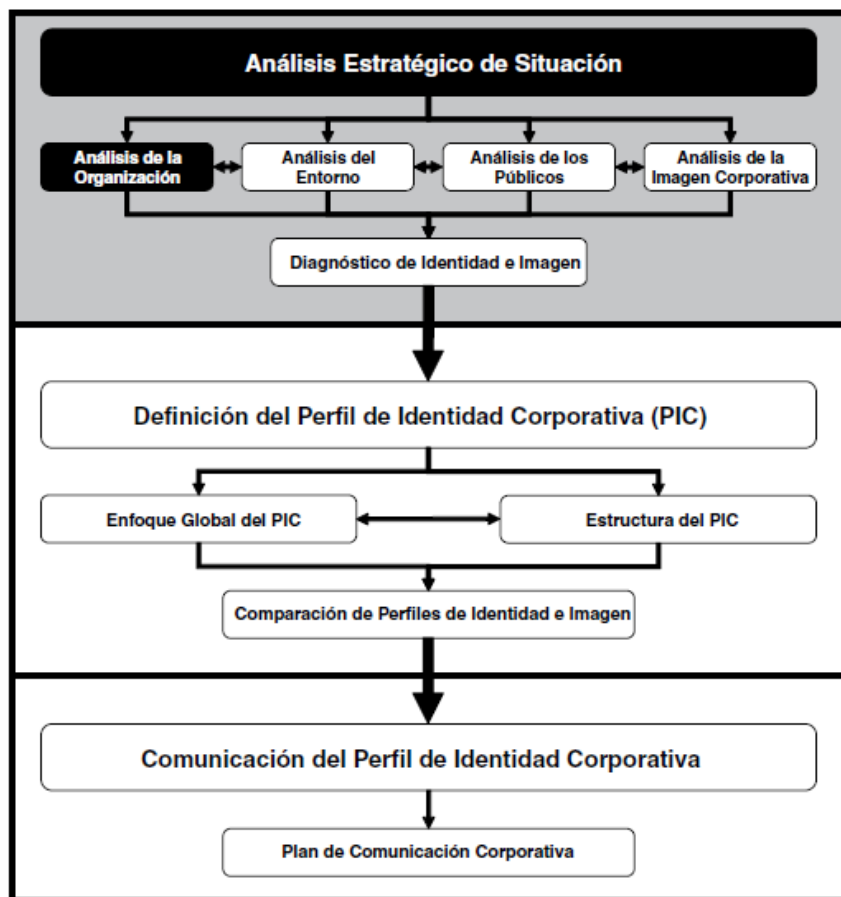 Análisis Estratégico de Situación
Análisis de la
Organización
Análisis del
Entorno
Análisis de los
Públicos
Análisis de la
Imagen Corporativa
Diagnóstico de Identidad e Imagen
Definición del Perfil de Identidad Corporativa (PIC)
Enfoque Global del PIC
Estructura del PIC
Comparación de Perfiles de Identidad e Imagen
Comunicación del Perfil de Identidad Corporativa
Plan de Comunicación Corporativa